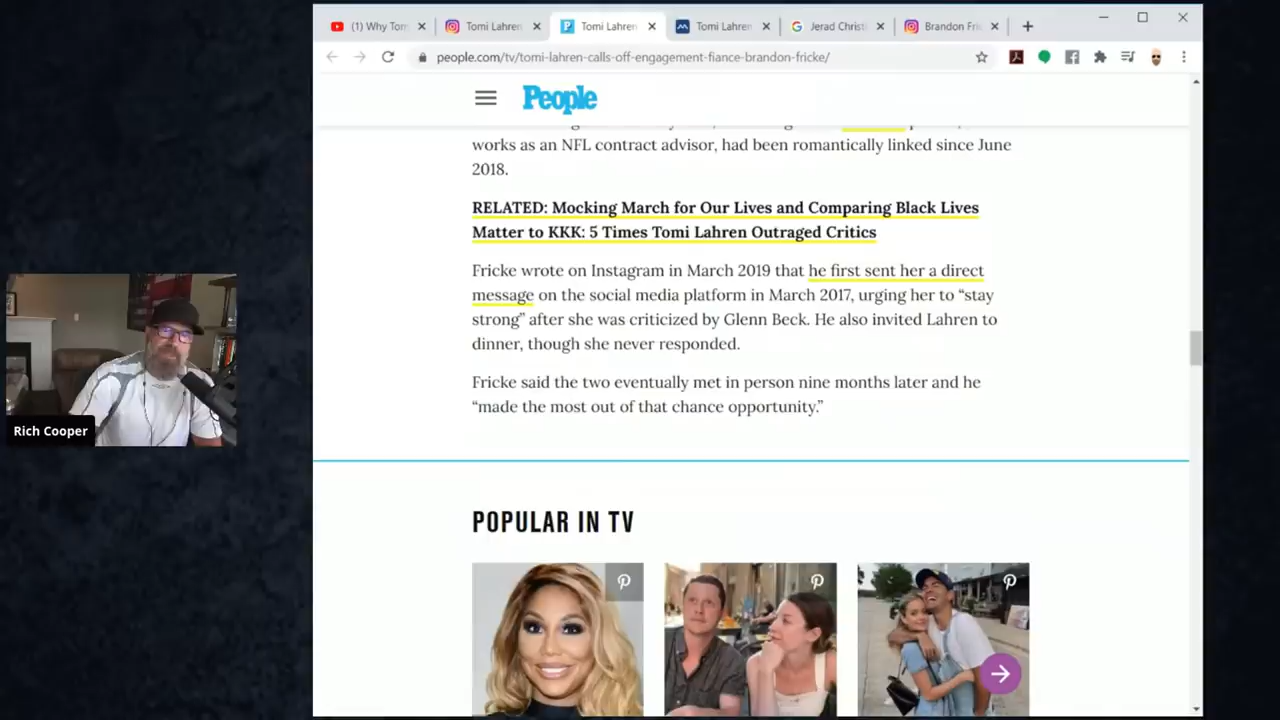 (1) Why Tom
Tomi Lahren
Tomi Lahren
Tomi Lahren
Jerad Christi
Brandon Fri
people.com/tv/tomi-lahren-calls-off-engagement-fiance-brandon-fricke/
People
works as an NFL contract advisor, had been romantically linked since June
2018.
RELATED: Mocking March for Our Lives and Comparing Black Lives
Matter to KKK: 5 Times Tomi Lahren Outraged Critics
Fricke wrote on Instagram in March 2019 that he first sent her a direct
message on the social media platform in March 2017, urging her to “stay
strong” after she was criticized by Glenn Beck. He also invited Lahren to
dinner, though she never responded.
Fricke said the two eventually met in person nine months later and he
“made the most out of that chance opportunity.”
Rich Cooper
POPULAR IN TV